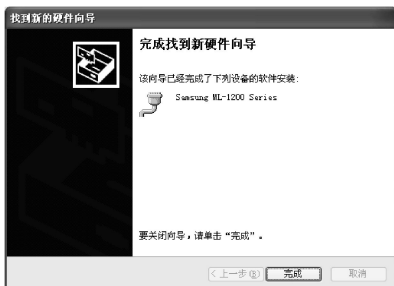 找到新的硬件向导
完成找到新硬件向导
该向导已经完成了下列设备的软件安装:
Samsung ML-1200 Series
要关闭向导，请单击“完成”。
<上一步(B)
完成
取消